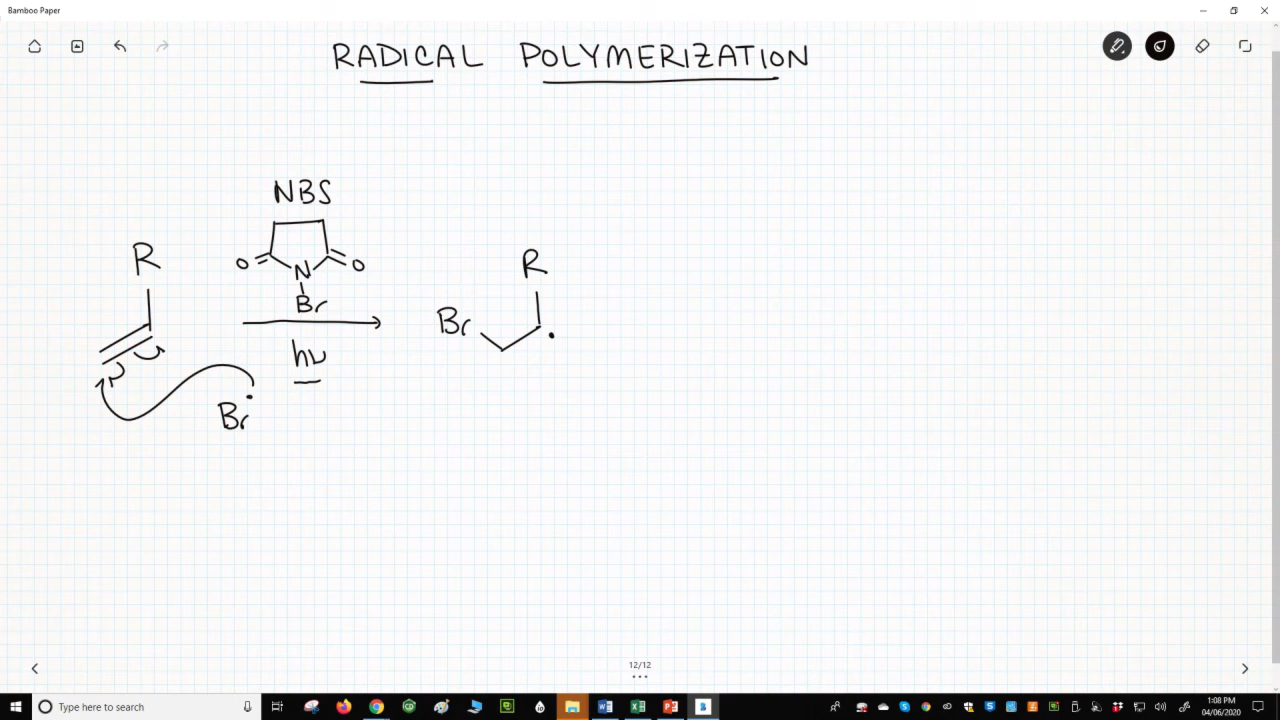 Bamboo Paper
RADICAL POLYMERIZATION
NBS
R
O
N
O
Br
hν
Br
R
Br
12/12
Type here to search
1:08 PM
04/06/2020